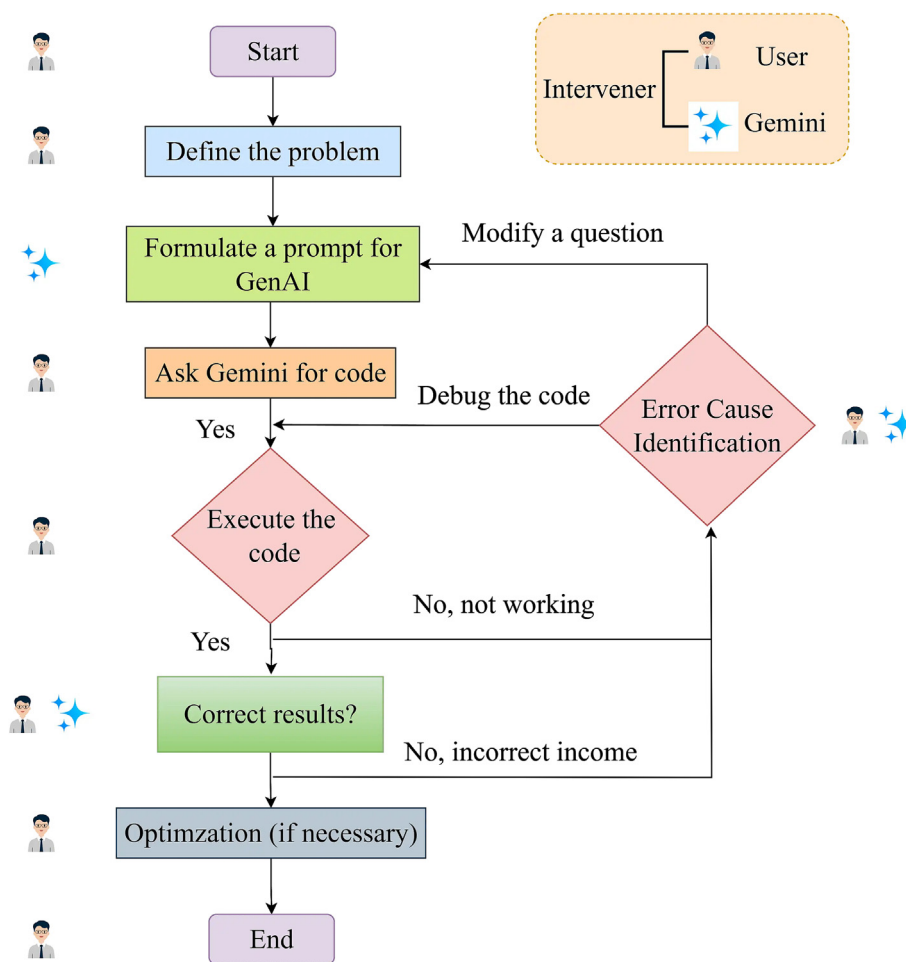 Start
User
Intervener
Gemini
Define the problem
Formulate a prompt for
GenAI
Modify a question
Ask Gemini for code
Debug the code
Yes
Error Cause
Identification
Execute the
code
No, not working
Yes
Correct results?
No, incorrect income
Optimzation (if necessary)
End